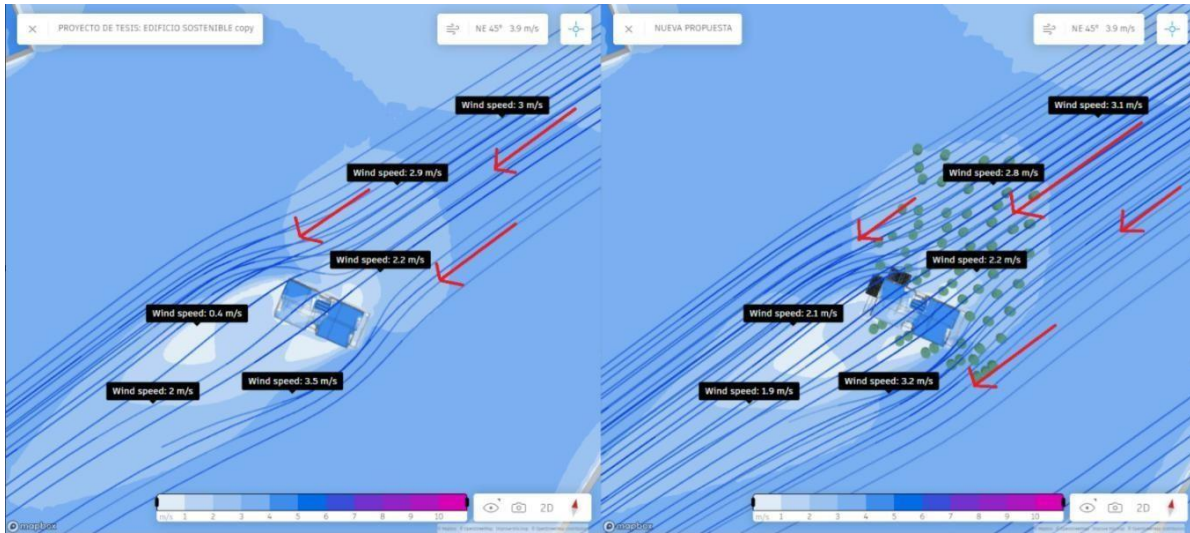 PROYECTO DE TESIS: EDIFICIO SOSTENIBLE copy
NE 45° 3.9 m/s
Wind speed: 3 m/s
Wind speed: 2.9 m/s
Wind speed: 2.2 m/s
Wind speed: 0.4 m/s
Wind speed: 3.5 m/s
Wind speed: 2 m/s
m/s 1 2 3 4 5 6 7 8 9 10
2D
mapbox
NUEVA PROPUESTA
NE 45° 3.9 m/s
Wind speed: 3.1 m/s
Wind speed: 2.8 m/s
Wind speed: 2.2 m/s
Wind speed: 2.1 m/s
Wind speed: 3.2 m/s
Wind speed: 1.9 m/s
m/s 1 2 3 4 5 6 7 8 9 10
2D
mapbox